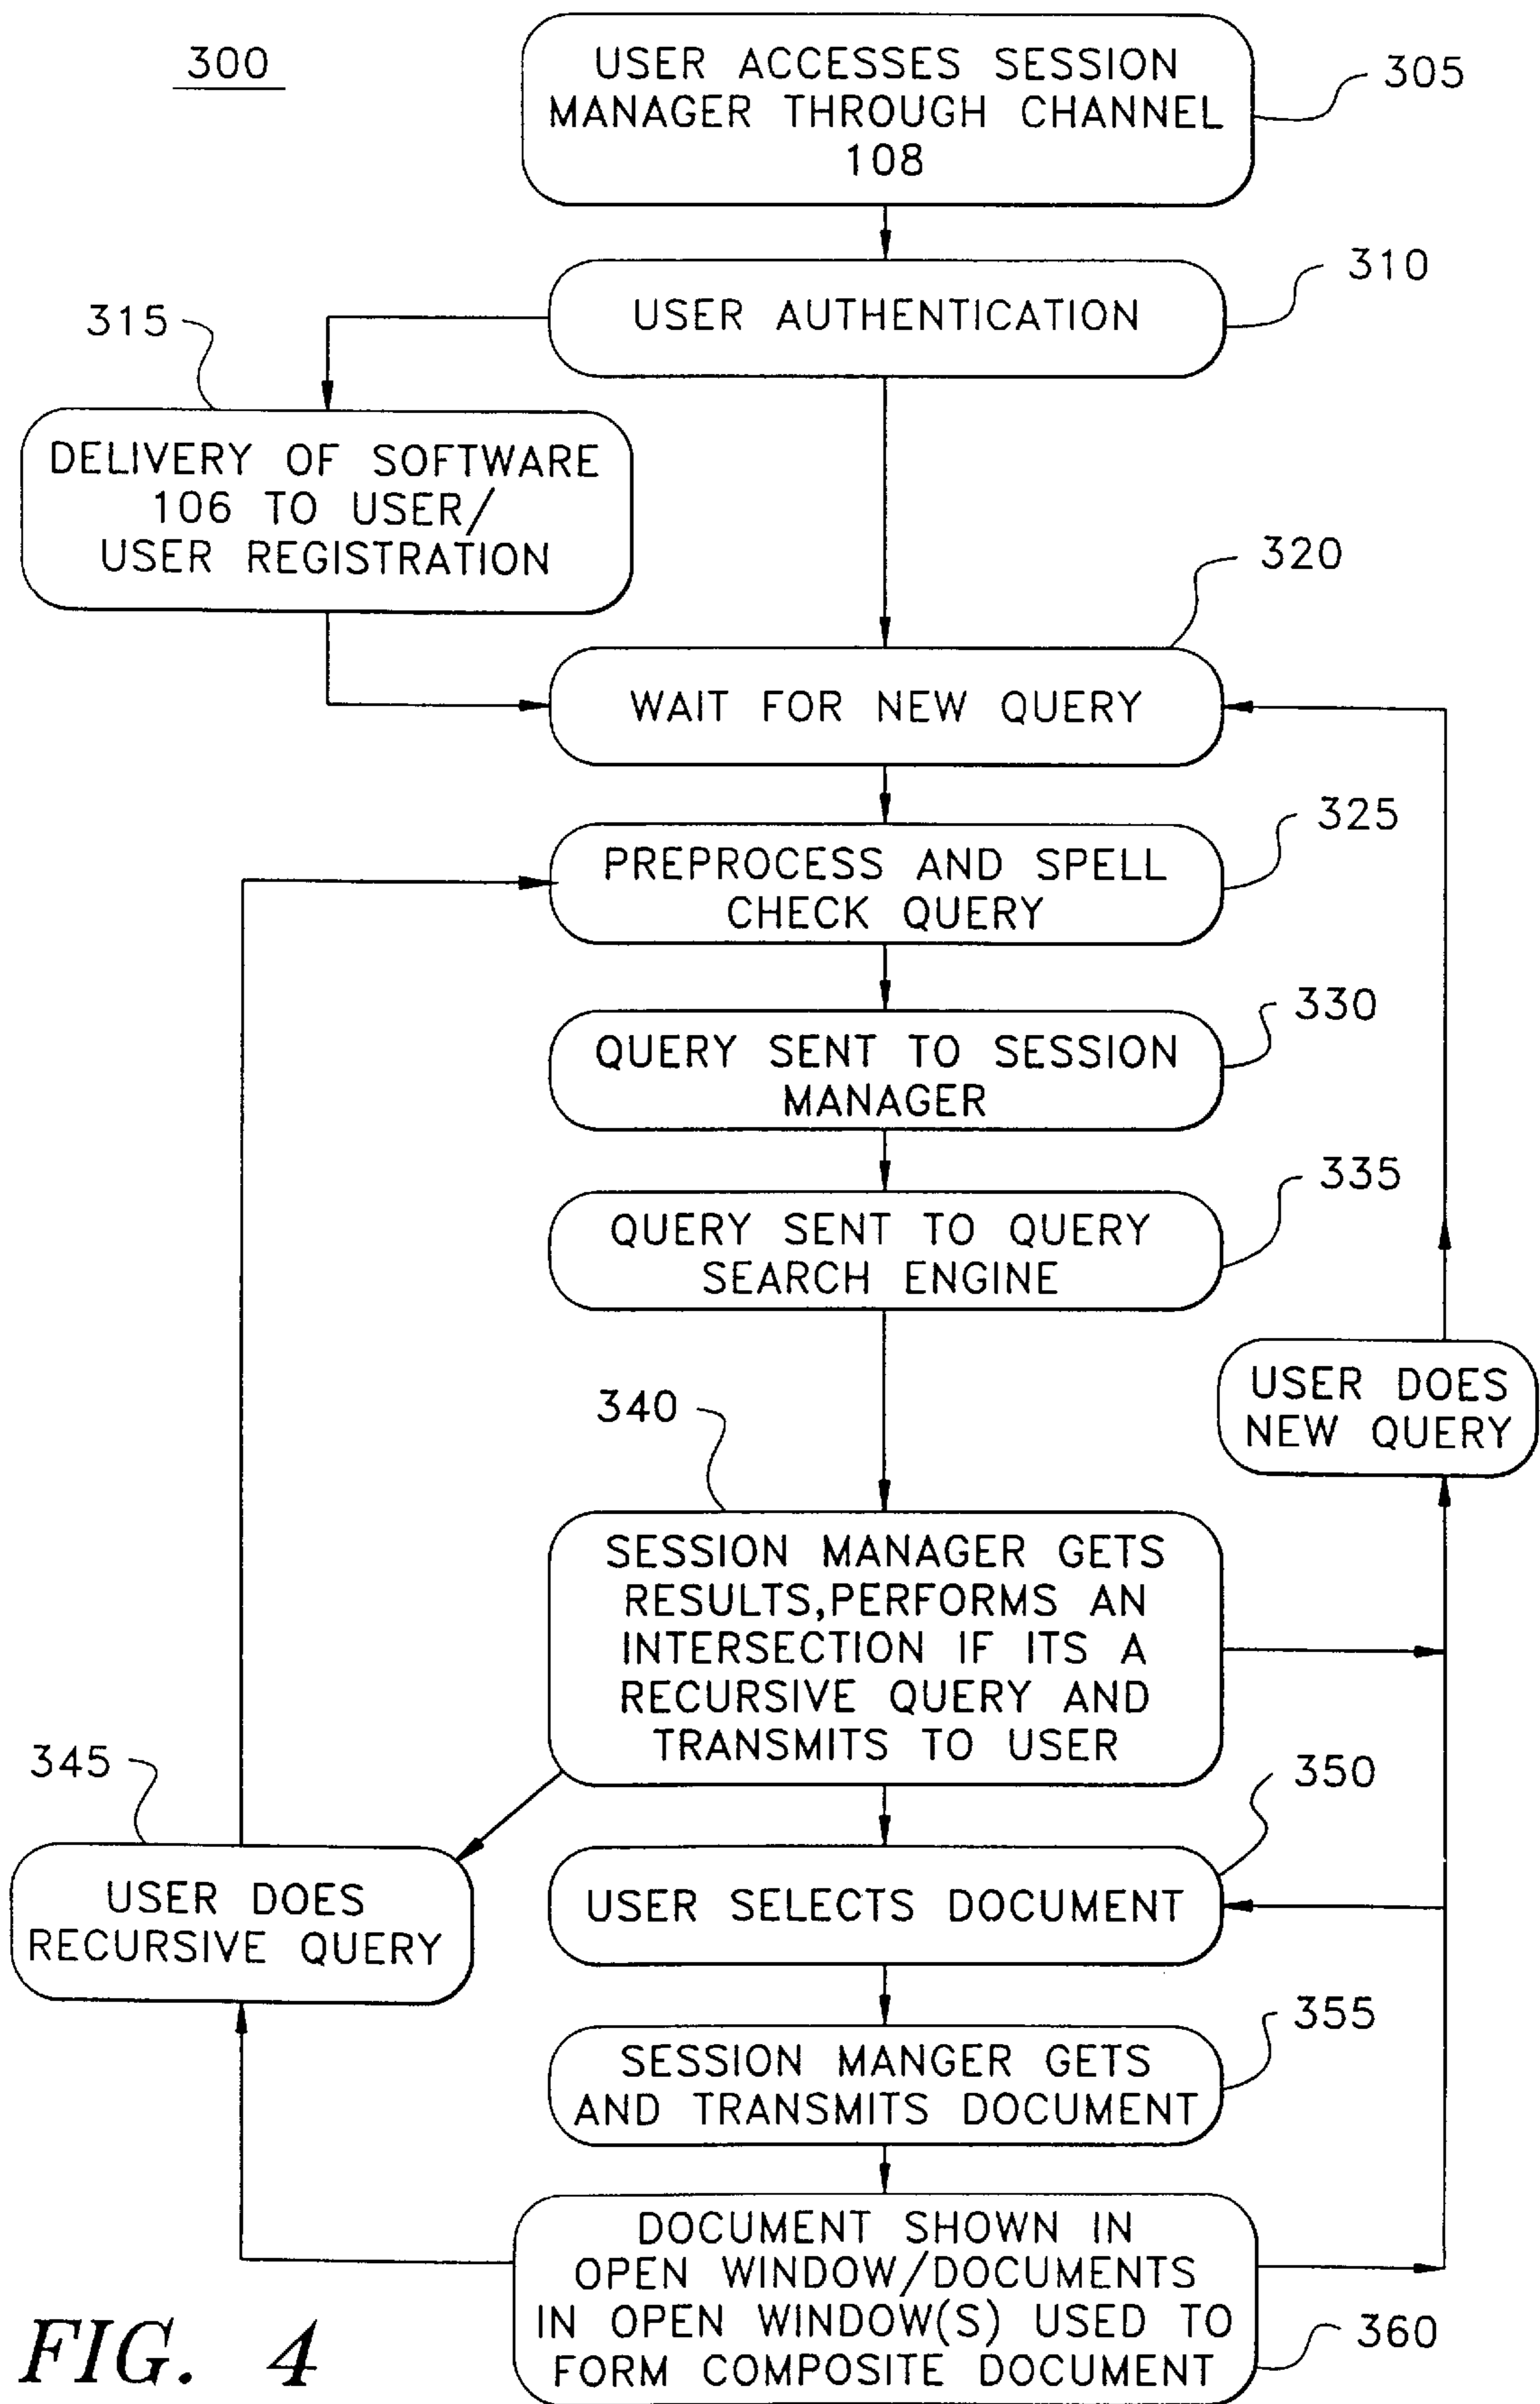 300
USER ACCESSES SESSION
MANAGER THROUGH CHANNEL
108
305
USER AUTHENTICATION
310
315
DELIVERY OF SOFTWARE
106 TO USER/
USER REGISTRATION
320
WAIT FOR NEW QUERY
325
PREPROCESS AND SPELL
CHECK QUERY
330
QUERY SENT TO SESSION
MANAGER
335
QUERY SENT TO QUERY
SEARCH ENGINE
USER DOES
NEW QUERY
340
SESSION MANAGER GETS
RESULTS,PERFORMS AN
INTERSECTION IF ITS A
RECURSIVE QUERY AND
TRANSMITS TO USER
345
USER DOES
RECURSIVE QUERY
350
USER SELECTS DOCUMENT
355
SESSION MANGER GETS
AND TRANSMITS DOCUMENT
DOCUMENT SHOWN IN
OPEN WINDOW/DOCUMENTS
IN OPEN WINDOW(S) USED TO
FORM COMPOSITE DOCUMENT
360
FIG. 4